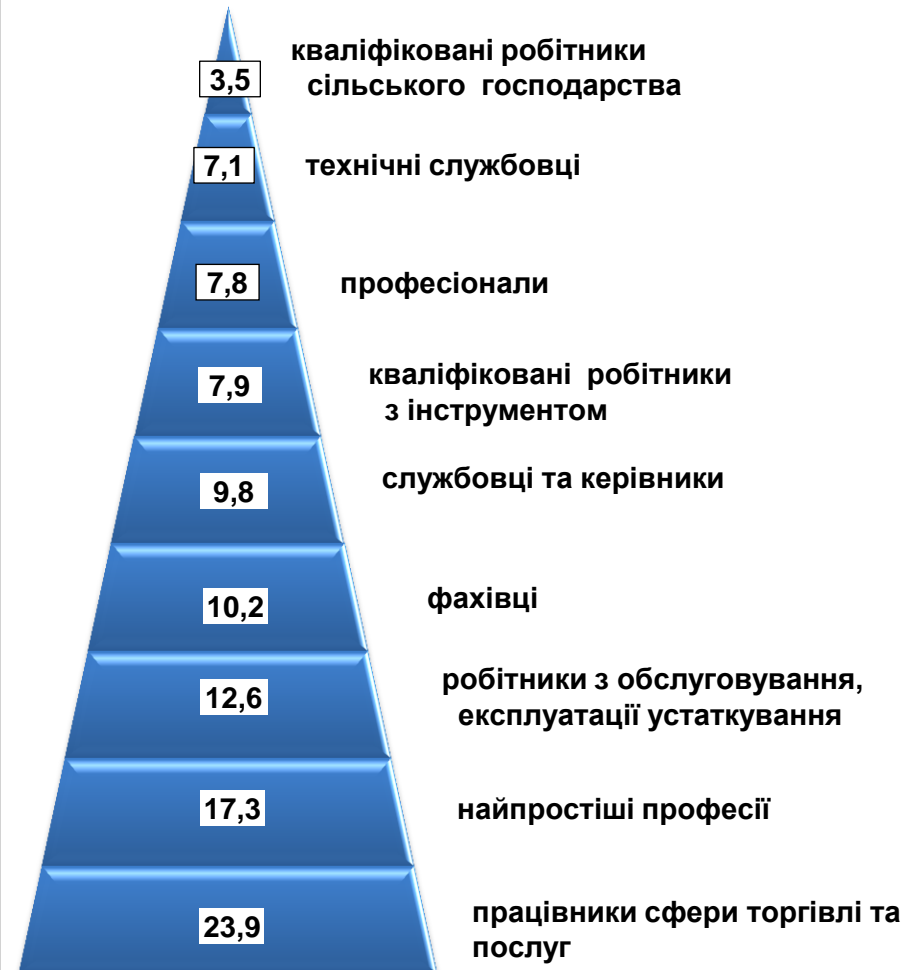 кваліфіковані робітники
3,5
сільського господарства
7,1
технічні службовці
7,8
професіонали
кваліфіковані робітники
7,9
з інструментом
9,8
службовці та керівники
10,2
фахівці
робітники з обслуговування,
12,6
експлуатації устаткування
17,3
найпростіші професії
23,9
працівники сфери торгівлі та
послуг